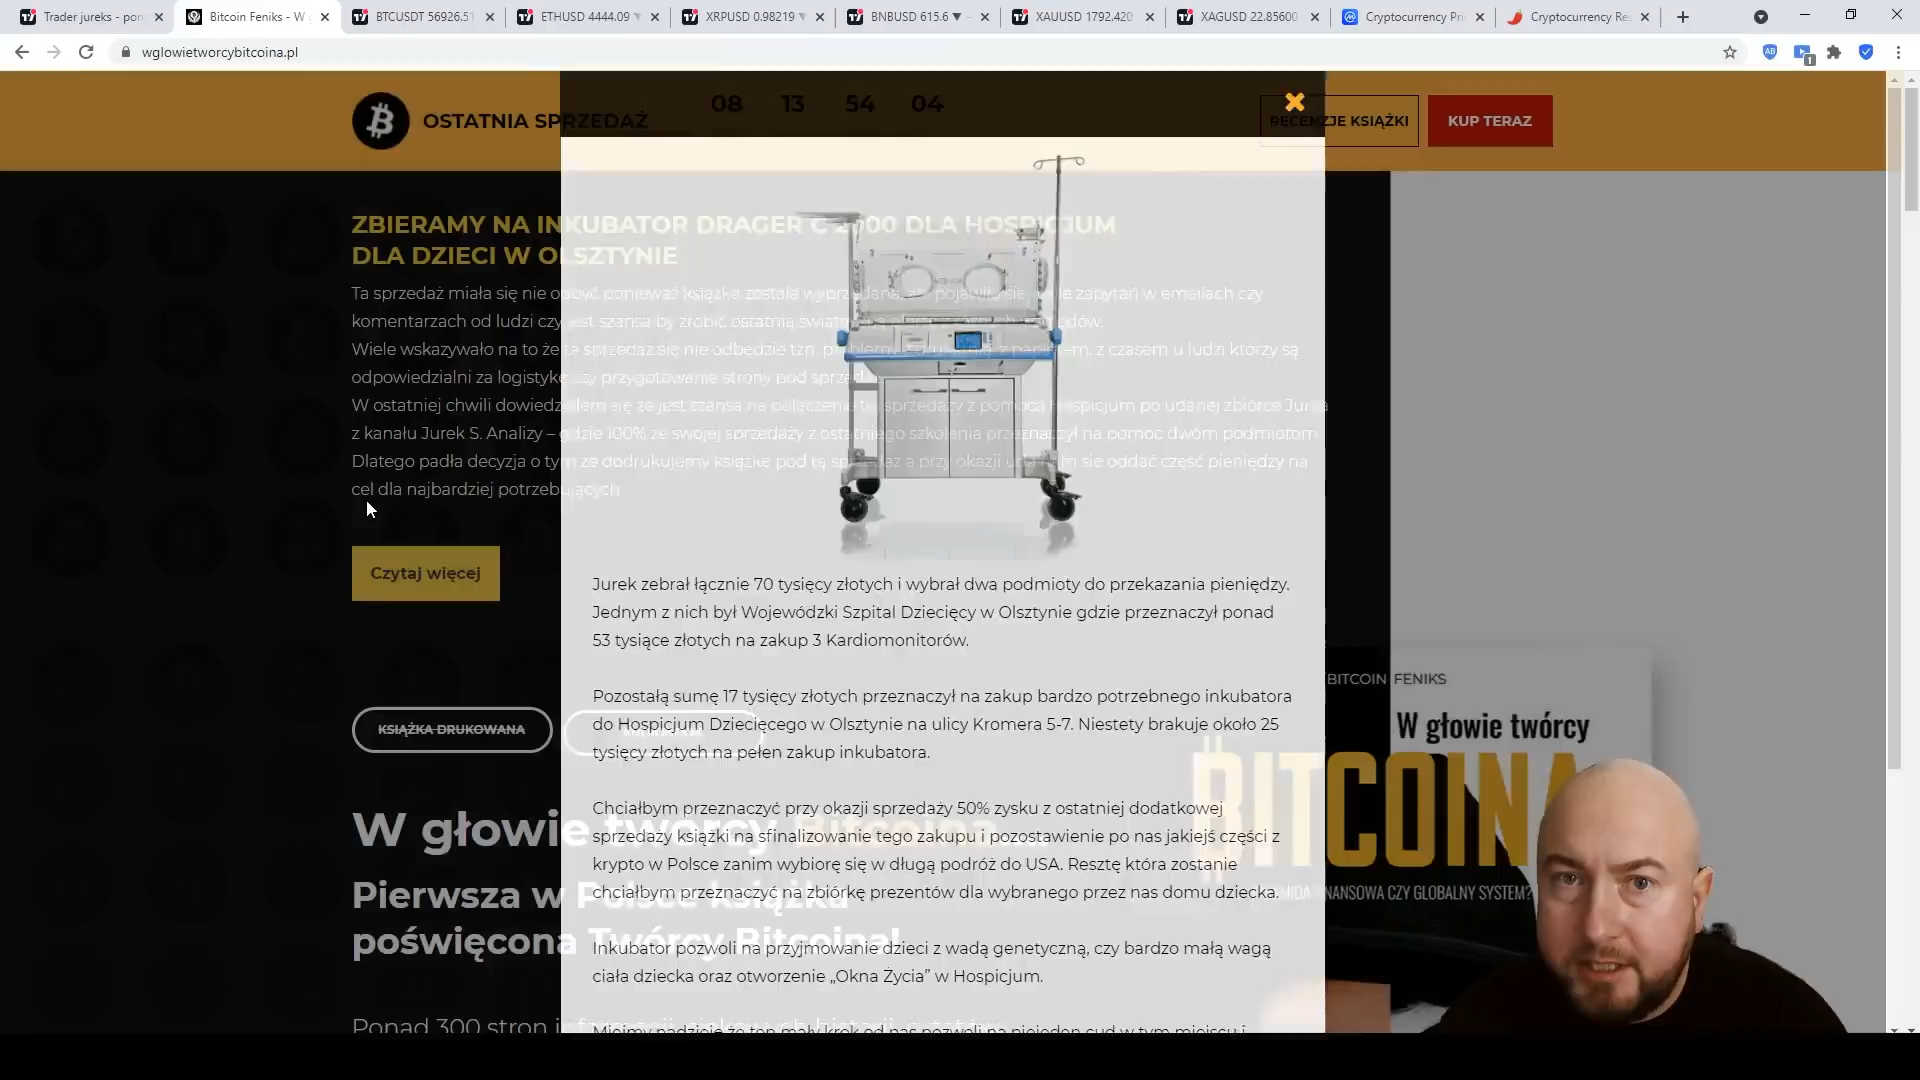 Trader jureks - pom
Bitcoin Feniks - W g
BTCUSDT 56926.51
ETHUSD 4444.09 ▼
XRPUSD 0.98219 ▼
BNBUSD 615.6 ▼ −
XAUUSD 1792.420
XAGUSD 22.85600
Cryptocurrency Pri
Cryptocurrency Re
wglowietworcybitcoina.pl
OSTATNIA SPRZEDAŻ
08 13 54 04
RECENZJE KSIĄŻKI
KUP TERAZ
ZBIERAMY NA INKUBATOR DRAGER C 2000 DLA HOSPICJUM
DLA DZIECI W OLSZTYNIE
Ta sprzedaż miała się nie odbyć ponieważ książka została wyprzedana, ale pojawiło się wiele zapytań w emailach czy
komentarzach od ludzi czy jest szansa by zrobić ostatnią
Wiele wskazywało na to że ta sprzedaż się nie odbędzie tzn. problemy z papierem, z czasem u ludzi którzy są
odpowiedzialni za logistykę czy przygotowanie strony pod sprzedaż
W ostatniej chwili dowiedziałem się że jest szansa na połączenie tej sprzedaży z pomocą Hospicjum po udanej zbiórce Jurka
z kanału Jurek S. Analizy – gdzie 100% ze swojej sprzedaży z ostatniego szkolenia przeznaczył na pomoc dwóm podmiotom
Dlatego padła decyzja o tym że dodrukujemy książkę pod tą sprzedaż a przy okazji uda nam sie oddać część pieniędzy na
cel dla najbardziej potrzebujących
Czytaj więcej
KSIĄŻKA DRUKOWANA
W głowie twórcy Bitcoina...
Pierwsza w Polsce książka
poświęcona Twórcy Bitcoina!
Ponad 300 stron
Jurek zebrał łącznie 70 tysięcy złotych i wybrał dwa podmioty do przekazania pieniędzy.
Jednym z nich był Wojewódzki Szpital Dziecięcy w Olsztynie gdzie przeznaczył ponad
53 tysiące złotych na zakup 3 Kardiomonitorów.
Pozostałą sumę 17 tysięcy złotych przeznaczył na zakup bardzo potrzebnego inkubatora
do Hospicjum Dziecięcego w Olsztynie na ulicy Kromera 5-7. Niestety brakuje około 25
tysięcy złotych na pełen zakup inkubatora.
Chciałbym przeznaczyć przy okazji sprzedaży 50% zysku z ostatniej dodatkowej
sprzedaży książki na sfinalizowanie tego zakupu i pozostawienie po nas jakiejś części z
krypto w Polsce zanim wybiorę się w długą podróż do USA. Resztę która zostanie
chciałbym przeznaczyć na zbiórkę prezentów dla wybranego przez nas domu dziecka.
Inkubator pozwoli na przyjmowanie dzieci z wadą genetyczną, czy bardzo małą wagą
ciała dziecka oraz otworzenie „Okna Życia” w Hospicjum.
Miejmy nadzieję że ten mały krok od nas pozwoli na niejeden cud w tym miejscu i
BITCOIN FENIKS
W głowie twórcy
BITCOINA
NANSOWA CZY GLOBALNY SYSTEM?